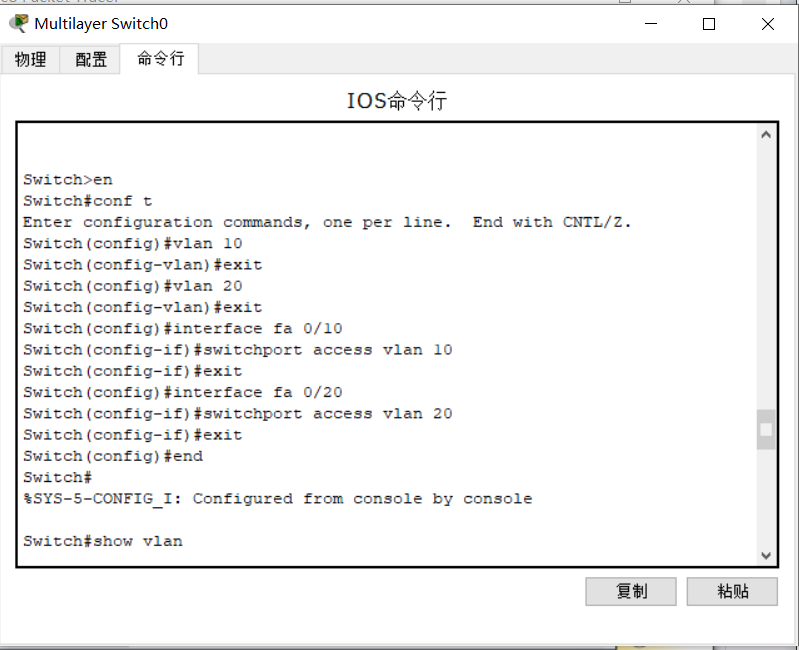 Multilayer Switch0
物理 配置 命令行
IOS命令行
Switch>en
Switch#conf t
Enter configuration commands, one per line.  End with CNTL/Z.
Switch(config)#vlan 10
Switch(config-vlan)#exit
Switch(config)#vlan 20
Switch(config-vlan)#exit
Switch(config)#interface fa 0/10
Switch(config-if)#switchport access vlan 10
Switch(config-if)#exit
Switch(config)#interface fa 0/20
Switch(config-if)#switchport access vlan 20
Switch(config-if)#exit
Switch(config)#end
Switch#
%SYS-5-CONFIG_I: Configured from console by console
Switch#show vlan
复制 粘贴